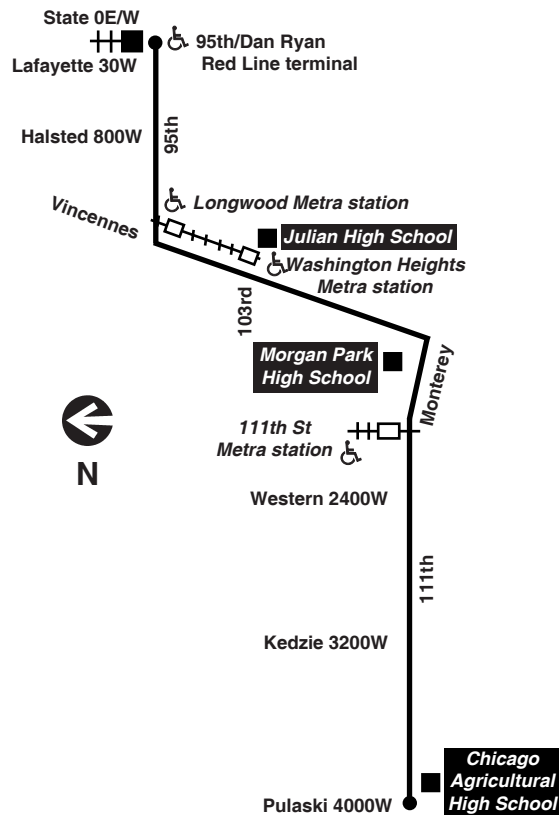 State 0E/W
95th/Dan Ryan
Red Line terminal
Lafayette 30W
Halsted 800W
95th
Longwood Metra station
Vincennes
Julian High School
Washington Heights
Metra station
103rd
Morgan Park
High School
Monterey
111th St
Metra station
N
Western 2400W
111th
Kedzie 3200W
Chicago
Agricultural
High School
Pulaski 4000W